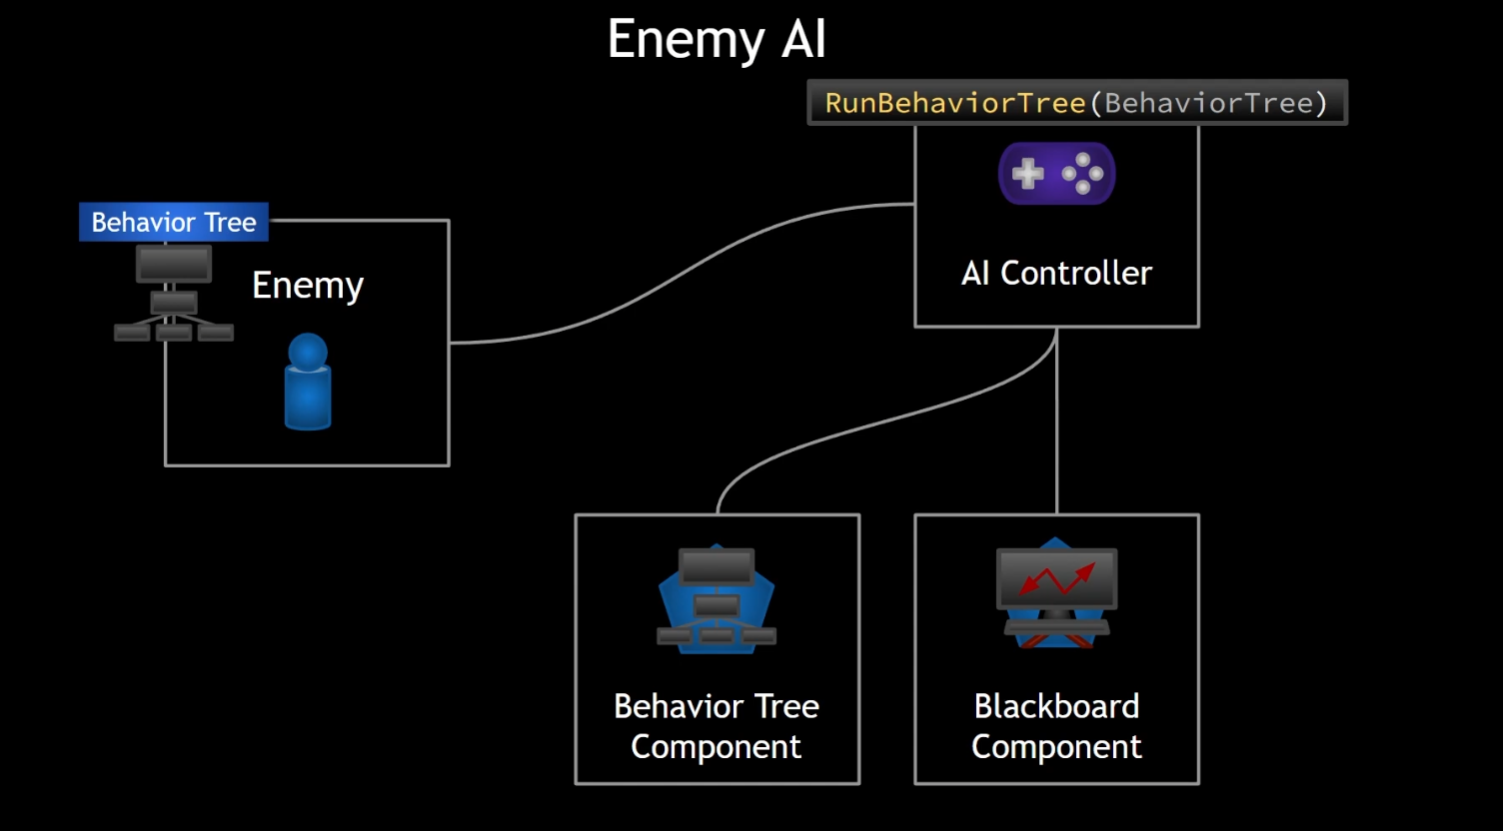 Enemy AI
RunBehaviorTree(BehaviorTree)
Behavior Tree
Enemy
AI Controller
Behavior Tree
Component
Blackboard
Component